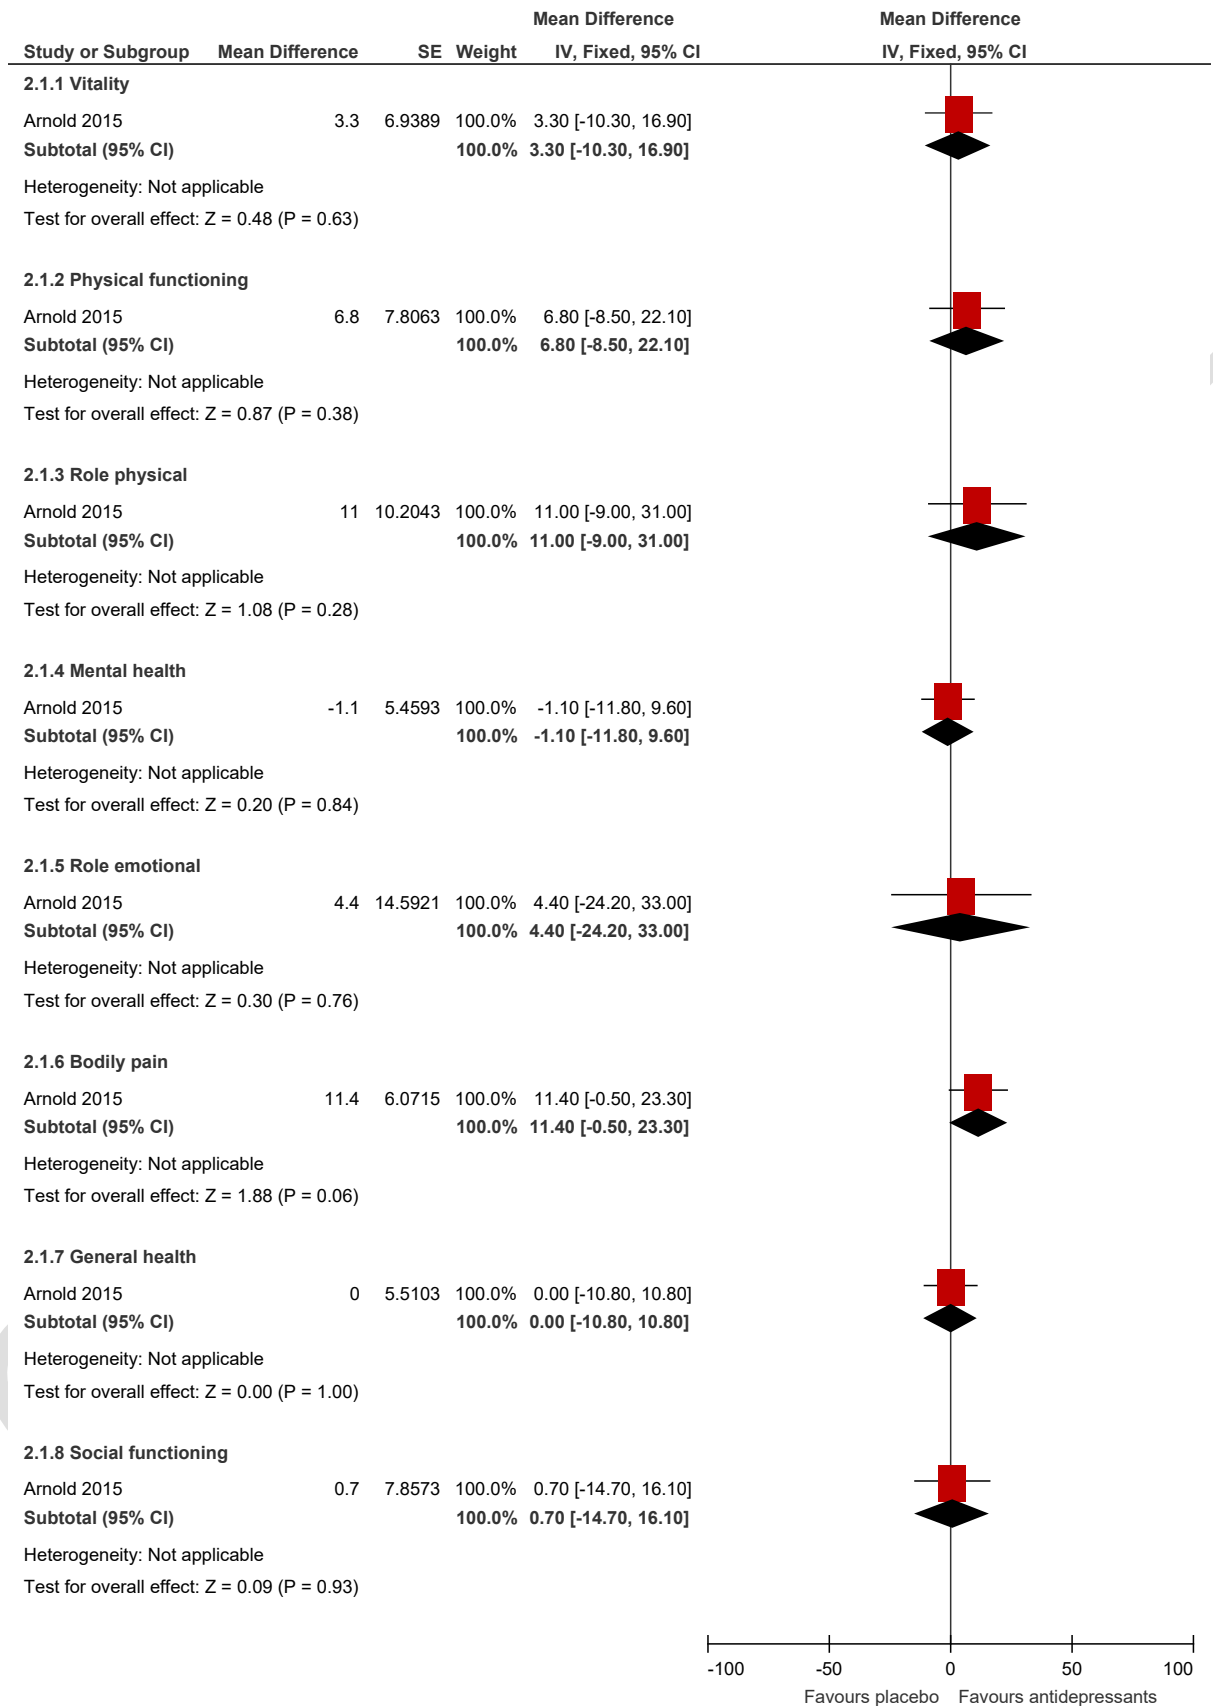 Mean Difference Mean Difference
Study or Subgroup Mean Difference SE Weight IV, Fixed, 95% CI IV, Fixed, 95% CI
2.1.1 Vitality
Arnold 2015 3.3 6.9389 100.0% 3.30 [-10.30, 16.90]
Subtotal (95% CI) 100.0% 3.30 [-10.30, 16.90]
Heterogeneity: Not applicable
Test for overall effect: Z = 0.48 (P = 0.63)
2.1.2 Physical functioning
Arnold 2015 6.8 7.8063 100.0% 6.80 [-8.50, 22.10]
Subtotal (95% CI) 100.0% 6.80 [-8.50, 22.10]
Heterogeneity: Not applicable
Test for overall effect: Z = 0.87 (P = 0.38)
2.1.3 Role physical
Arnold 2015 11 10.2043 100.0% 11.00 [-9.00, 31.00]
Subtotal (95% CI) 100.0% 11.00 [-9.00, 31.00]
Heterogeneity: Not applicable
Test for overall effect: Z = 1.08 (P = 0.28)
2.1.4 Mental health
Arnold 2015 -1.1 5.4593 100.0% -1.10 [-11.80, 9.60]
Subtotal (95% CI) 100.0% -1.10 [-11.80, 9.60]
Heterogeneity: Not applicable
Test for overall effect: Z = 0.20 (P = 0.84)
2.1.5 Role emotional
Arnold 2015 4.4 14.5921 100.0% 4.40 [-24.20, 33.00]
Subtotal (95% CI) 100.0% 4.40 [-24.20, 33.00]
Heterogeneity: Not applicable
Test for overall effect: Z = 0.30 (P = 0.76)
2.1.6 Bodily pain
Arnold 2015 11.4 6.0715 100.0% 11.40 [-0.50, 23.30]
Subtotal (95% CI) 100.0% 11.40 [-0.50, 23.30]
Heterogeneity: Not applicable
Test for overall effect: Z = 1.88 (P = 0.06)
2.1.7 General health
Arnold 2015 0 5.5103 100.0% 0.00 [-10.80, 10.80]
Subtotal (95% CI) 100.0% 0.00 [-10.80, 10.80]
Heterogeneity: Not applicable
Test for overall effect: Z = 0.00 (P = 1.00)
2.1.8 Social functioning
Arnold 2015 0.7 7.8573 100.0% 0.70 [-14.70, 16.10]
Subtotal (95% CI) 100.0% 0.70 [-14.70, 16.10]
Heterogeneity: Not applicable
Test for overall effect: Z = 0.09 (P = 0.93)
-100 -50 0 50 100
Favours placebo Favours antidepressants